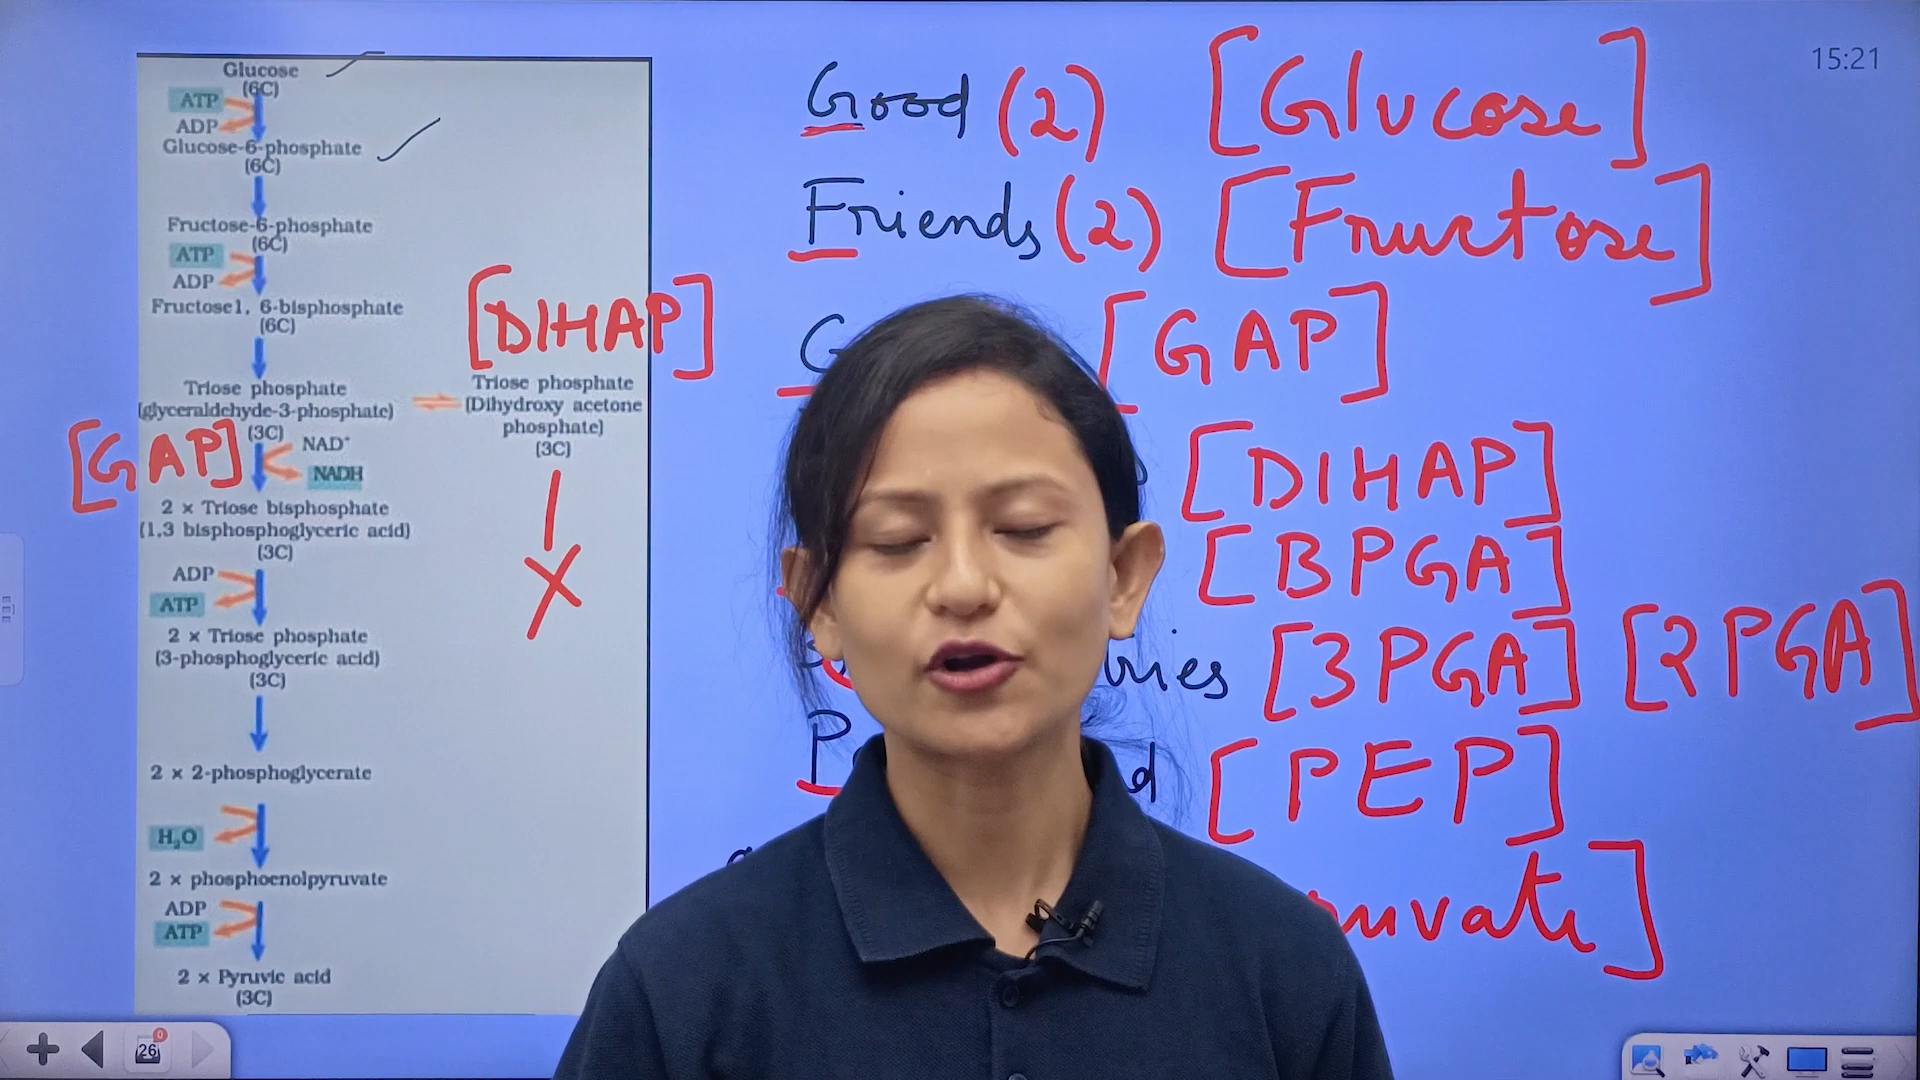 15:21
Glucose
(6C)
ATP
ADP
Glucose-6-phosphate
(6C)
Fructose-6-phosphate
(6C)
ATP
ADP
Fructose1, 6-bisphosphate
(6C)
Triose phosphate
(glyceraldehyde-3-phosphate)
(3C)
Triose phosphate
(Dihydroxy acetone
phosphate)
(3C)
[DIHAP]
[GAP]
NAD+
NADH
2 × Triose bisphosphate
(1,3 bisphosphoglyceric acid)
(3C)
ADP
ATP
2 × Triose phosphate
(3-phosphoglyceric acid)
(3C)
2 × 2-phosphoglycerate
H2O
2 × phosphoenolpyruvate
ADP
ATP
2 × Pyruvic acid
(3C)
Good (2) [Glucose]
Friends (2) [Fructose]
[GAP]
[DIHAP]
[BPGA]
[3PGA] [2PGA]
[PEP]
26
0